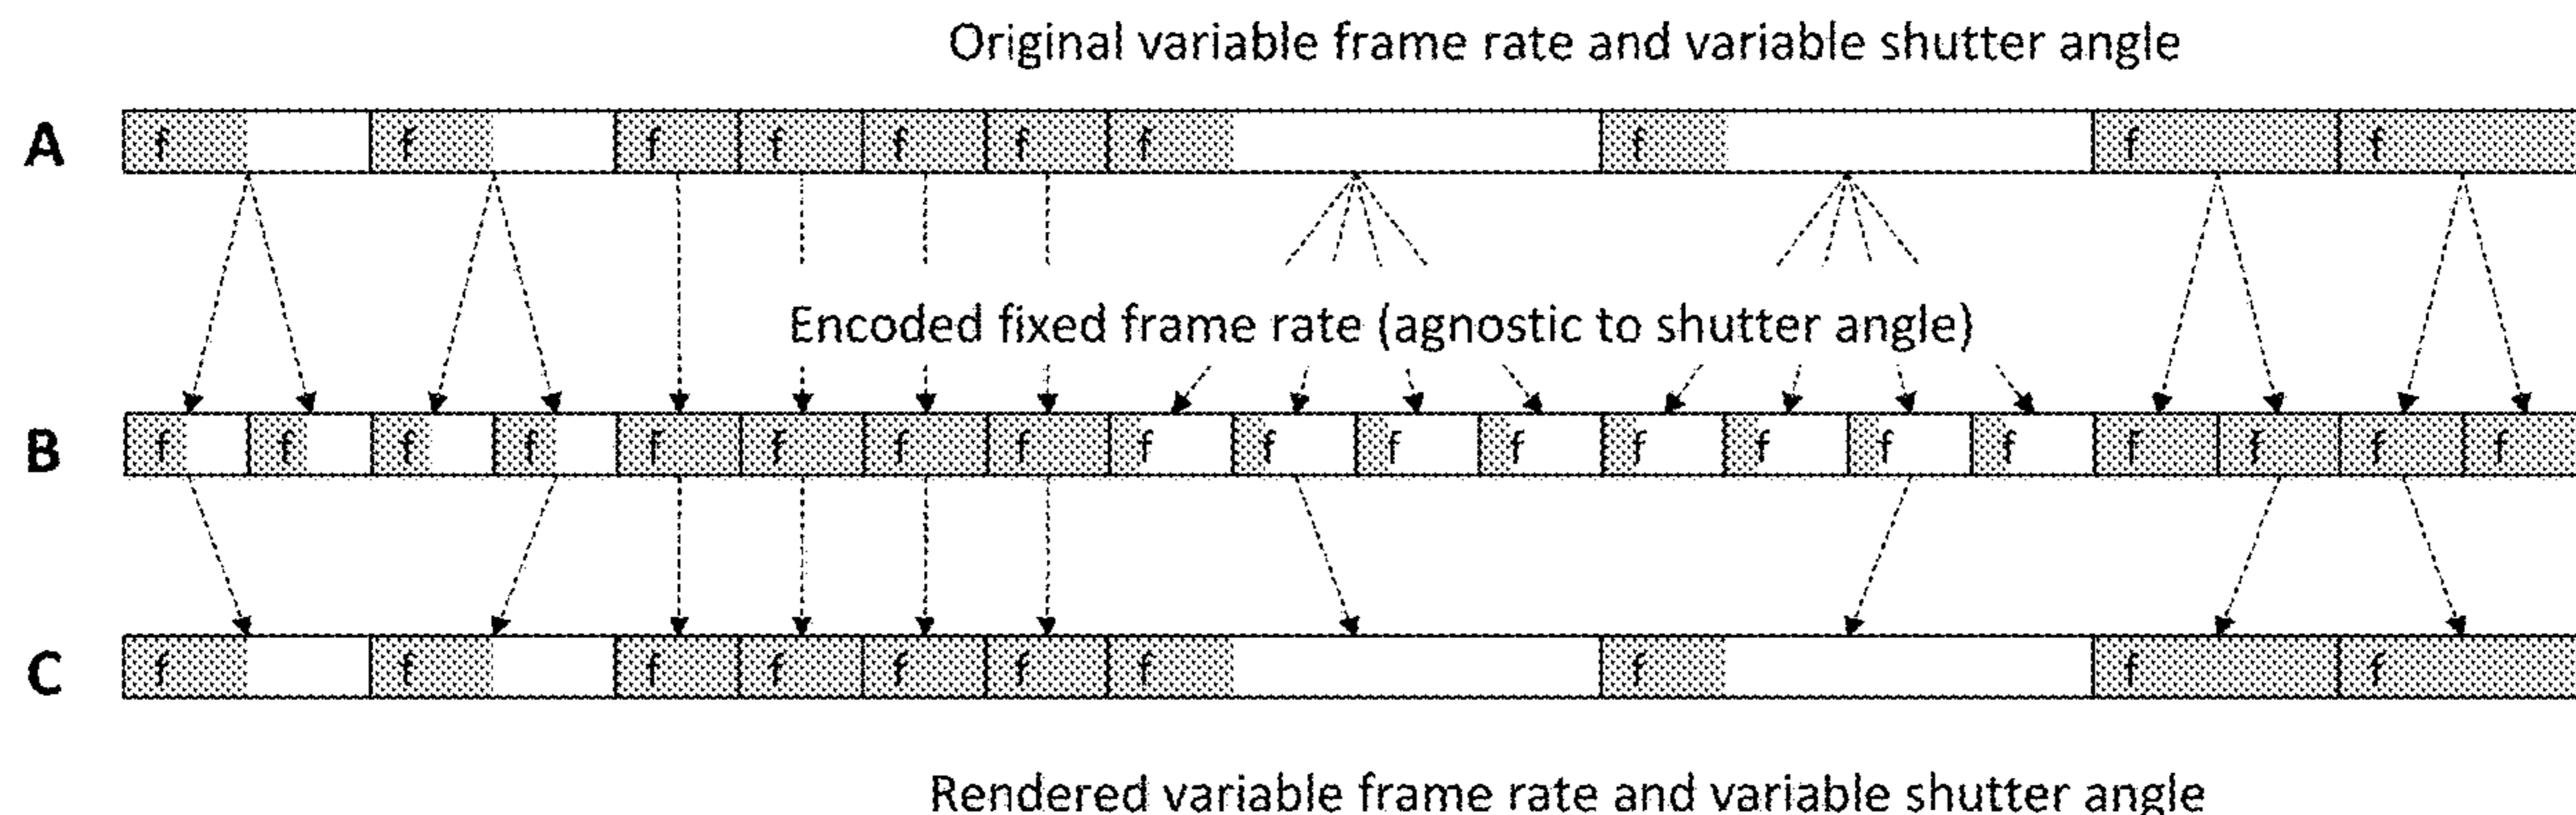 Original variable frame rate and variable shutter angle
A f f f f f f f f f f
Encoded fixed frame rate (agnostic to shutter angle)
B f f f f f f f f f f f f f f f f f f f f
C f f f f f f f f f f
Rendered variable frame rate and variable shutter angle